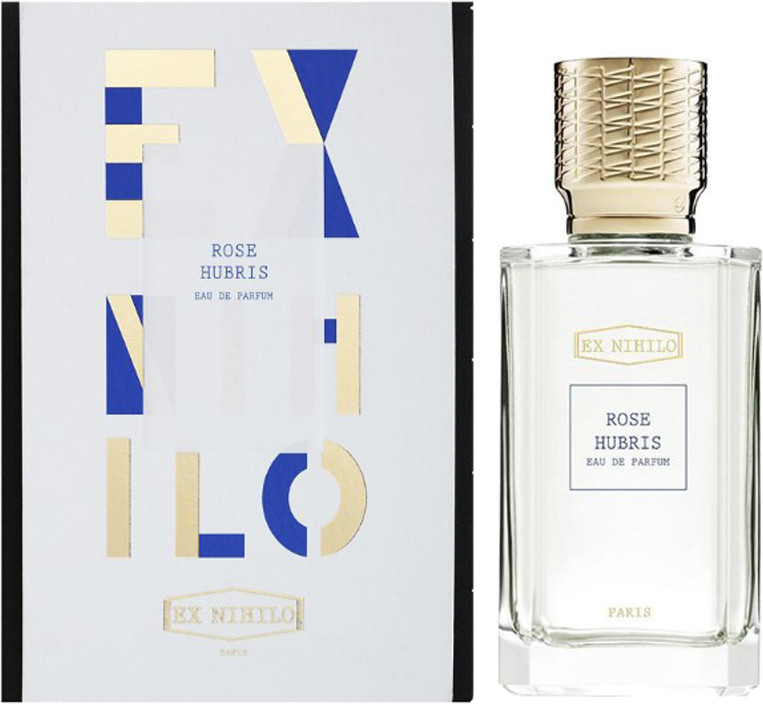 EX
NIHILO
ROSE
HUBRIS
EAU DE PARFUM
EX NIHILO
PARIS
EX NIHILO
ROSE
HUBRIS
EAU DE PARFUM
PARIS